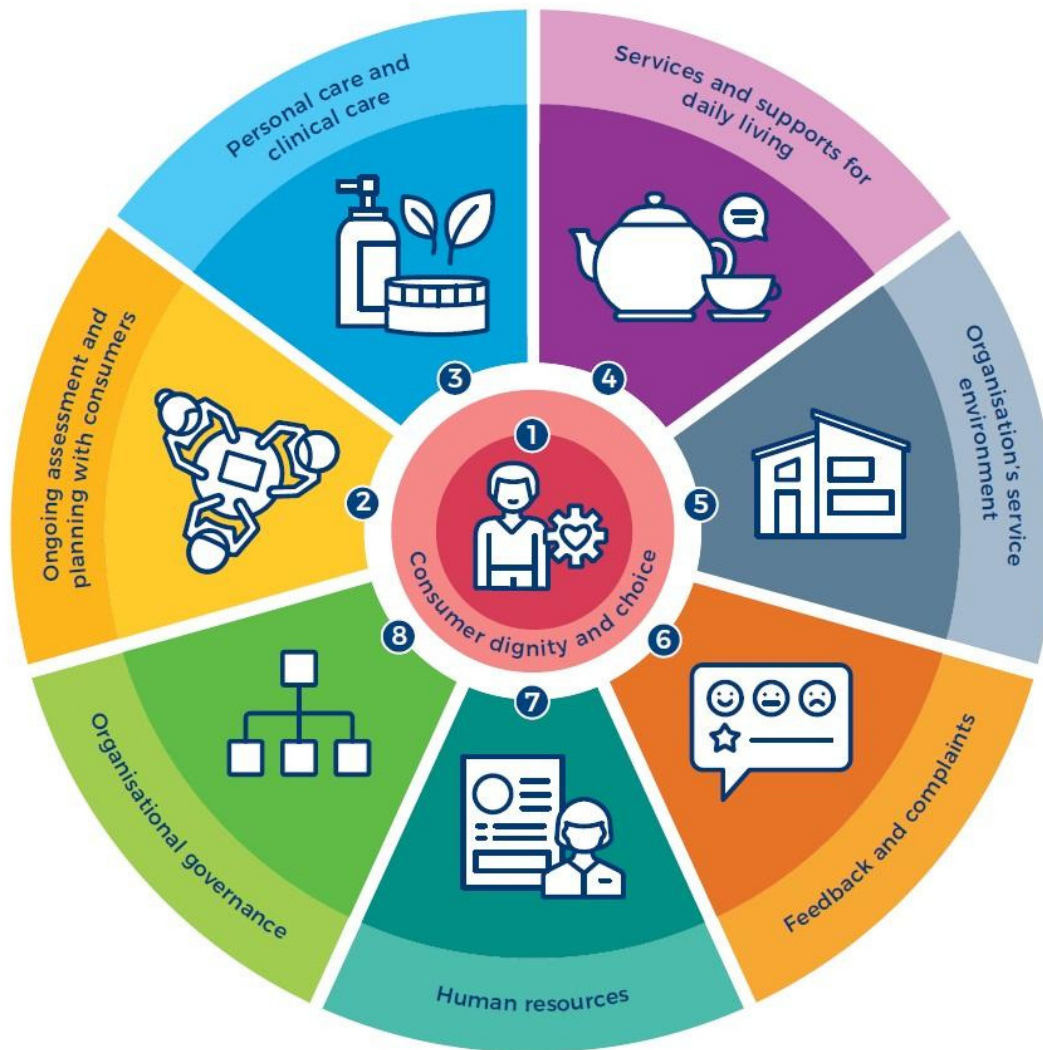 1
Consumer dignity and choice
2
Ongoing assessment and
planning with consumers
3
Personal care and
clinical care
4
Services and supports for
daily living
5
Organisation's service
environment
6
Feedback and complaints
7
Human resources
8
Organisational governance